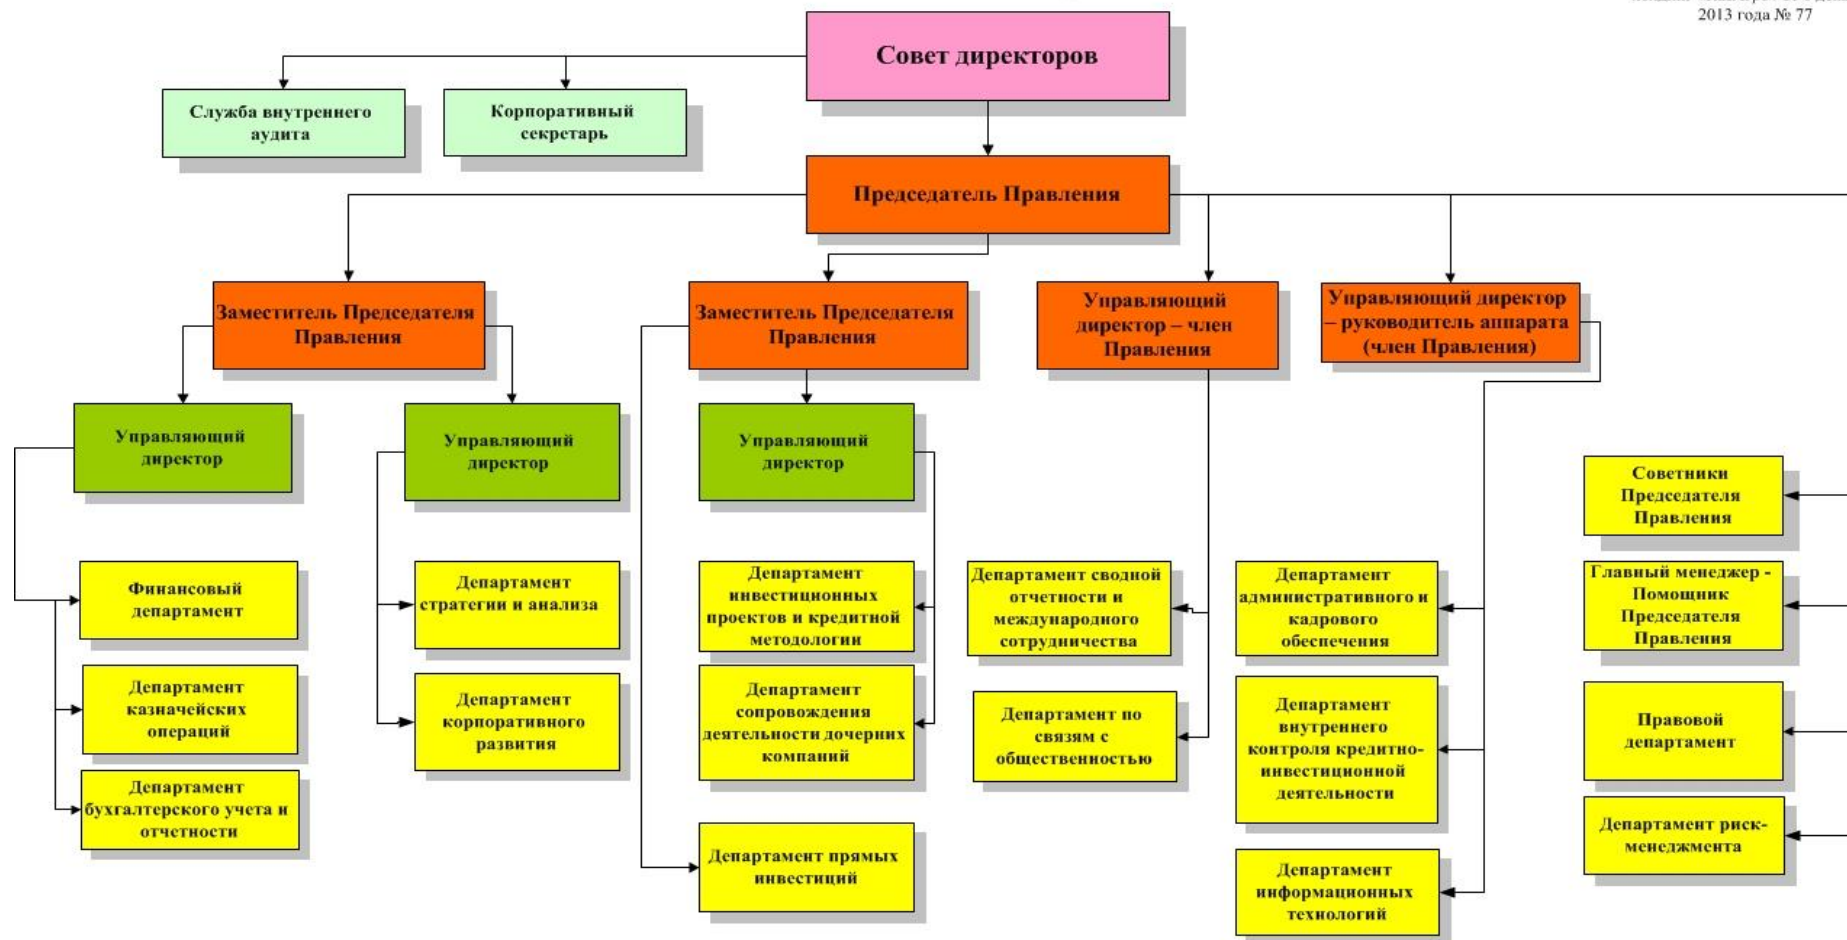 2013 года № 77
Совет директоров
Служба внутреннего
аудита
Корпоративный
секретарь
Председатель Правления
Заместитель Председателя
Правления
Заместитель Председателя
Правления
Управляющий
директор – член
Правления
Управляющий директор
– руководитель аппарата
(член Правления)
Управляющий
директор
Управляющий
директор
Управляющий
директор
Советники
Председателя
Правления
Финансовый
департамент
Департамент
стратегии и анализа
Департамент
инвестиционных
проектов и кредитной
методологии
Департамент сводной
отчетности и
международного
сотрудничества
Департамент
административного и
кадрового
обеспечения
Главный менеджер -
Помощник
Председателя
Правления
Департамент
казначейских
операций
Департамент
корпоративного
развития
Департамент
сопровождения
деятельности дочерних
компаний
Департамент по
связям с
общественностью
Департамент
внутреннего
контроля кредитно-
инвестиционной
деятельности
Правовой
департамент
Департамент
бухгалтерского учета и
отчетности
Департамент прямых
инвестиций
Департамент
информационных
технологий
Департамент риск-
менеджмента